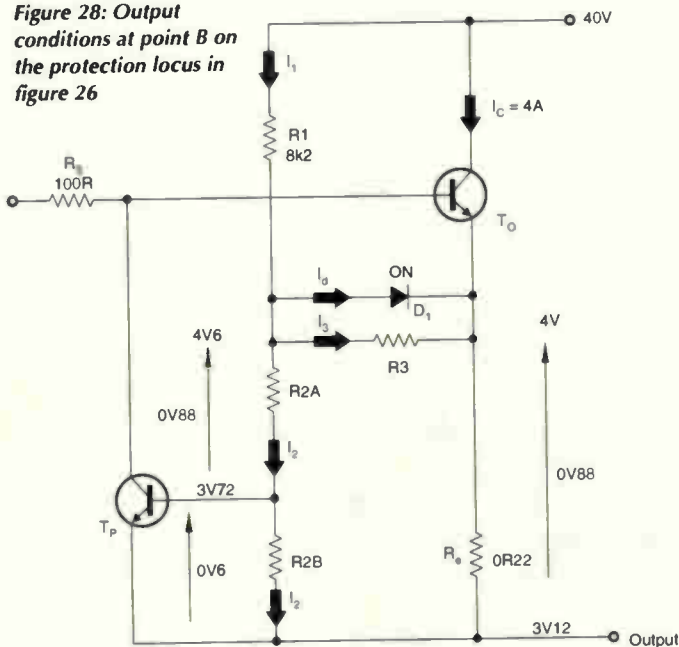 Figure 28: Output
conditions at point B on
the protection locus in
figure 26
40V
I1
IC = 4A
R1
8k2
100R
TO
Id
ON
D1
I3
4V6
4V
R3
R2A
0V88
I2
3V72
0V88
TP
0V6
R2B
Re
0R22
I2
3V12
Output